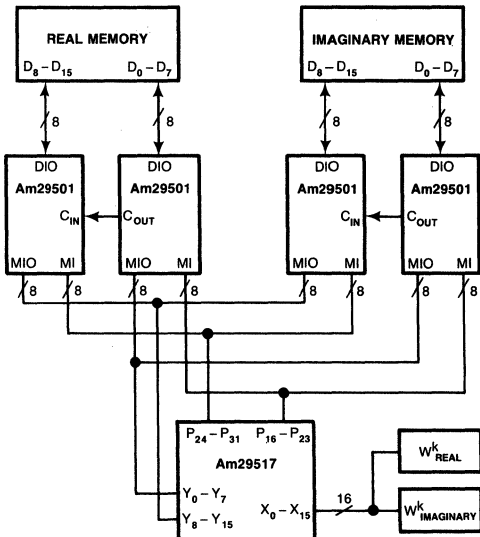 REAL MEMORY
D8 – D15 D0 – D7
IMAGINARY MEMORY
D8 – D15 D0 – D7
8 8 8 8
DIO DIO DIO DIO
Am29501 Am29501 Am29501 Am29501
CIN COUT CIN COUT
MIO MI MIO MI MIO MI MIO MI
8 8 8 8 8 8 8 8
P24 – P31 P16 – P23
Am29517
Y0 – Y7
Y8 – Y15
X0 – X15
16
WkREAL
WkIMAGINARY